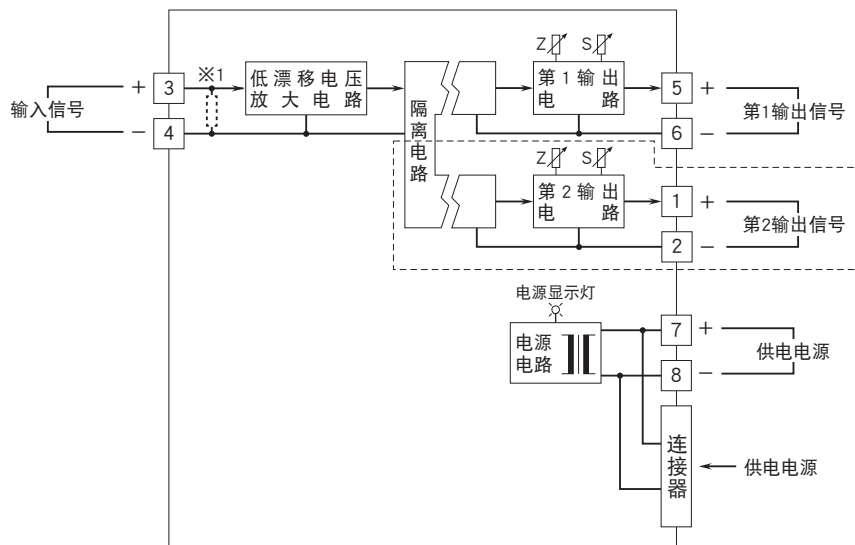 Z S
※1
+ 3 低漂移电压
放大电路
第1输出
电路
5 +
输入信号
第1输出信号
− 4
6 −
隔离电路
Z S
第2输出
电路
1 +
第2输出信号
2 −
电源显示灯
电源
电路
7 +
供电电源
8 −
连接器
供电电源